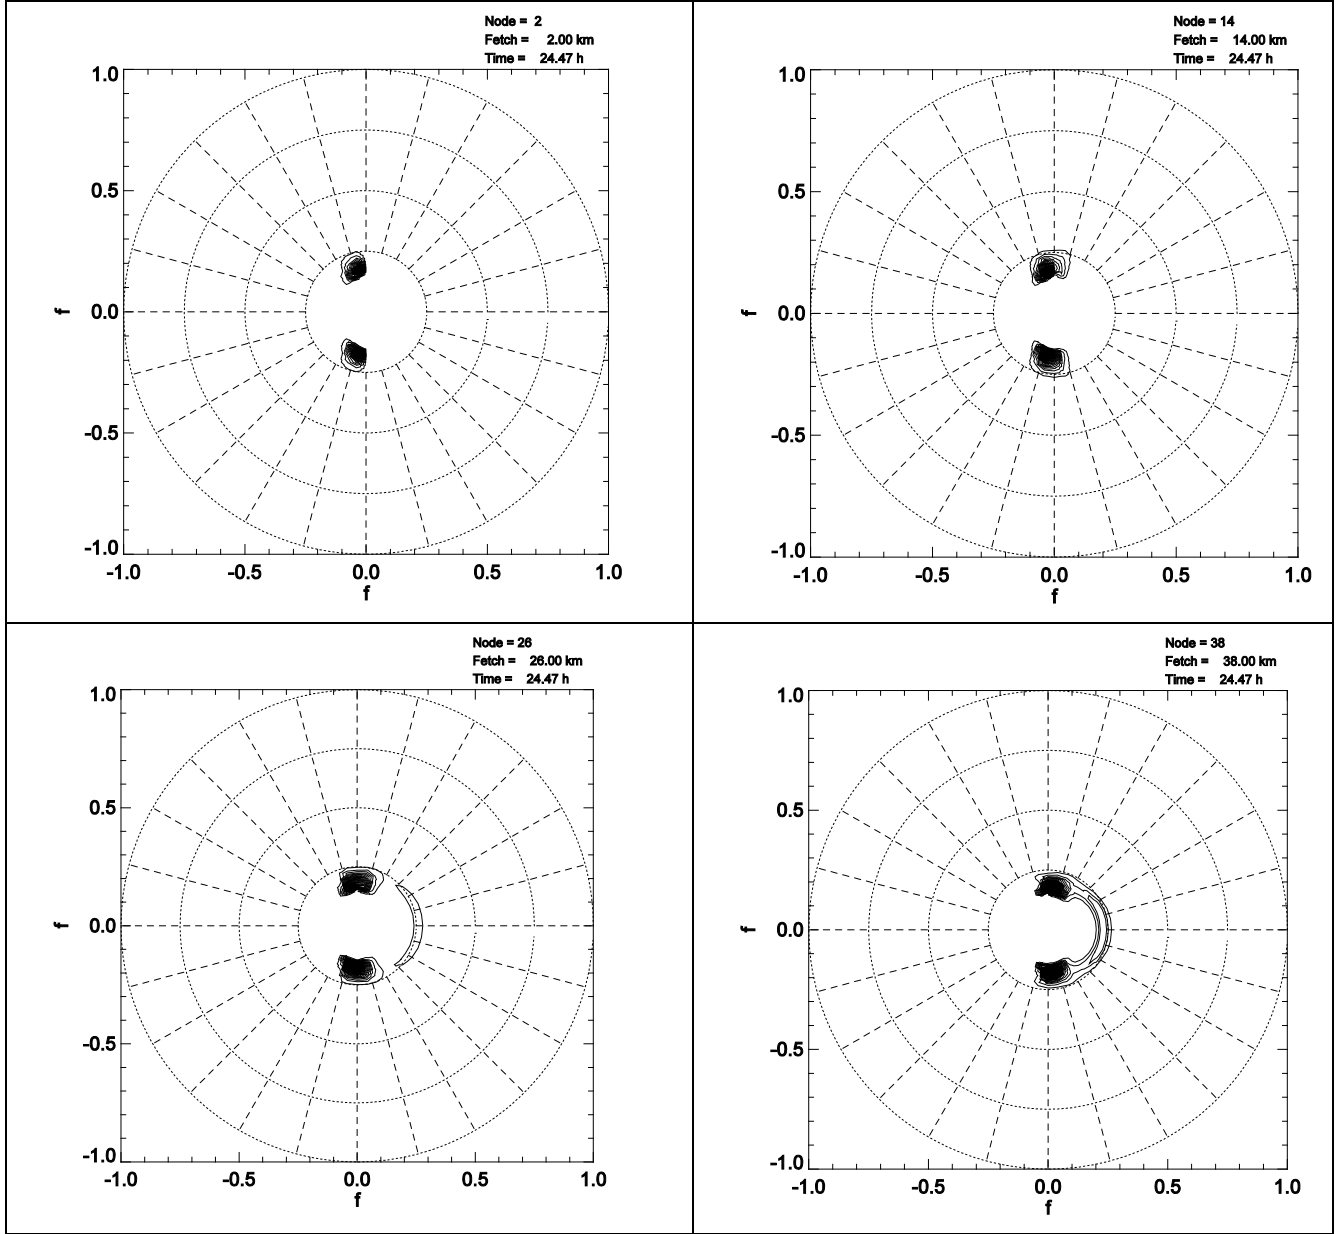 Node = 2
Fetch = 2.00 km
Time = 24.47 h
1.0
0.5
0.0
-0.5
-1.0
f
-1.0 -0.5 0.0 0.5 1.0
f
Node = 14
Fetch = 14.00 km
Time = 24.47 h
1.0
0.5
0.0
-0.5
-1.0
f
-1.0 -0.5 0.0 0.5 1.0
f
Node = 26
Fetch = 26.00 km
Time = 24.47 h
1.0
0.5
0.0
-0.5
-1.0
f
-1.0 -0.5 0.0 0.5 1.0
f
Node = 38
Fetch = 38.00 km
Time = 24.47 h
1.0
0.5
0.0
-0.5
-1.0
f
-1.0 -0.5 0.0 0.5 1.0
f